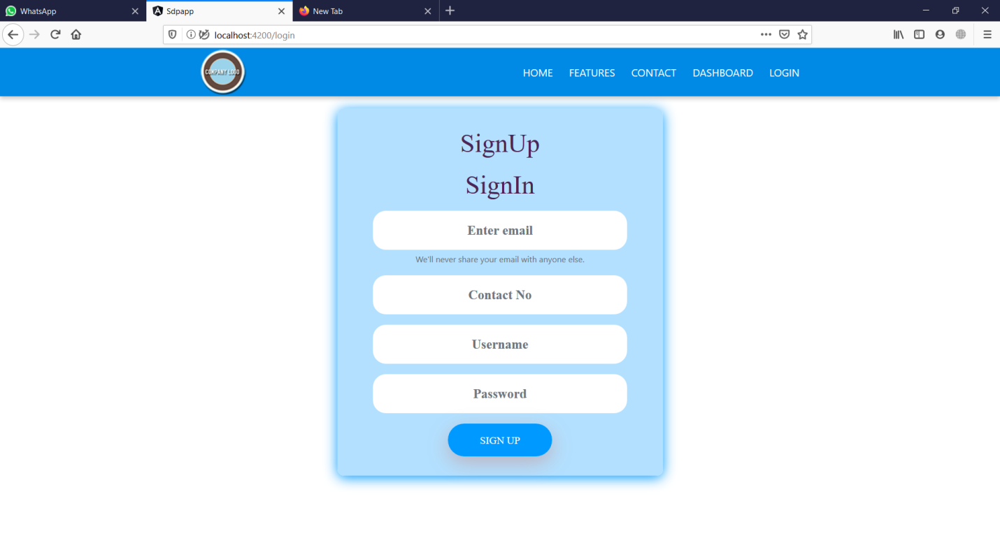 WhatsApp
Sdpapp
New Tab
localhost:4200/login
COMPANY LOGO
HOME FEATURES CONTACT DASHBOARD LOGIN
SignUp
SignIn
Enter email
We'll never share your email with anyone else.
Contact No
Username
Password
SIGN UP